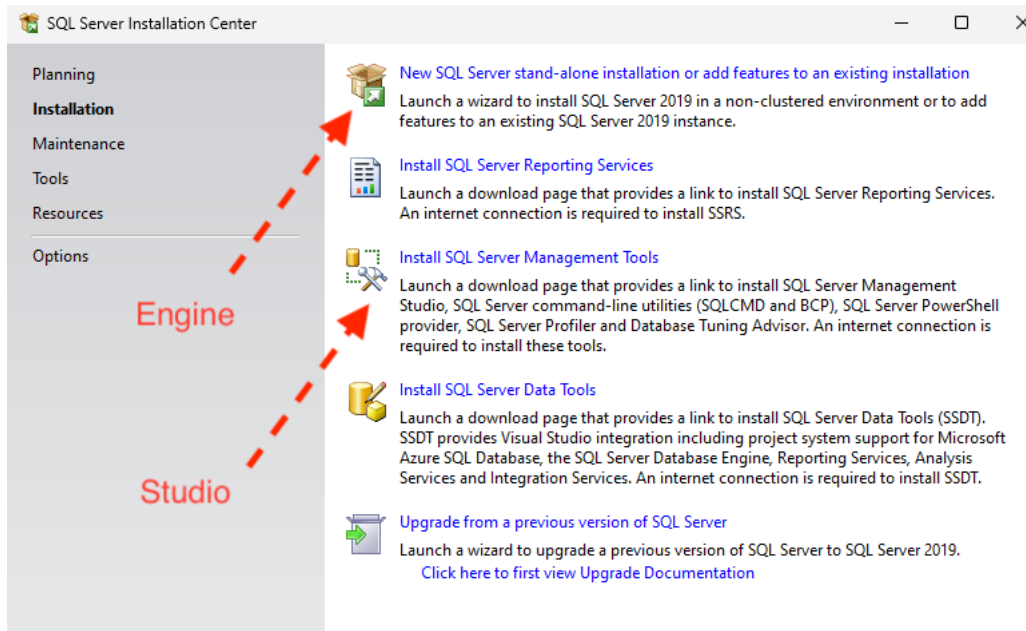 SQL Server Installation Center
Planning
Installation
Maintenance
Tools
Resources
Options
Engine
Studio
New SQL Server stand-alone installation or add features to an existing installation
Launch a wizard to install SQL Server 2019 in a non-clustered environment or to add
features to an existing SQL Server 2019 instance.
Install SQL Server Reporting Services
Launch a download page that provides a link to install SQL Server Reporting Services.
An internet connection is required to install SSRS.
Install SQL Server Management Tools
Launch a download page that provides a link to install SQL Server Management
Studio, SQL Server command-line utilities (SQLCMD and BCP), SQL Server PowerShell
provider, SQL Server Profiler and Database Tuning Advisor. An internet connection is
required to install these tools.
Install SQL Server Data Tools
Launch a download page that provides a link to install SQL Server Data Tools (SSDT).
SSDT provides Visual Studio integration including project system support for Microsoft
Azure SQL Database, the SQL Server Database Engine, Reporting Services, Analysis
Services and Integration Services. An internet connection is required to install SSDT.
Upgrade from a previous version of SQL Server
Launch a wizard to upgrade a previous version of SQL Server to SQL Server 2019.
Click here to first view Upgrade Documentation